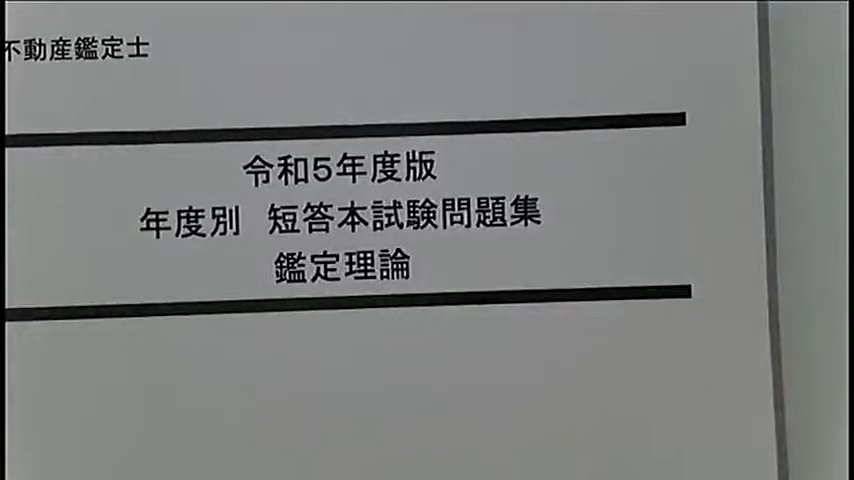 不動産鑑定士
令和5年度版
年度別 短答本試験問題集
鑑定理論